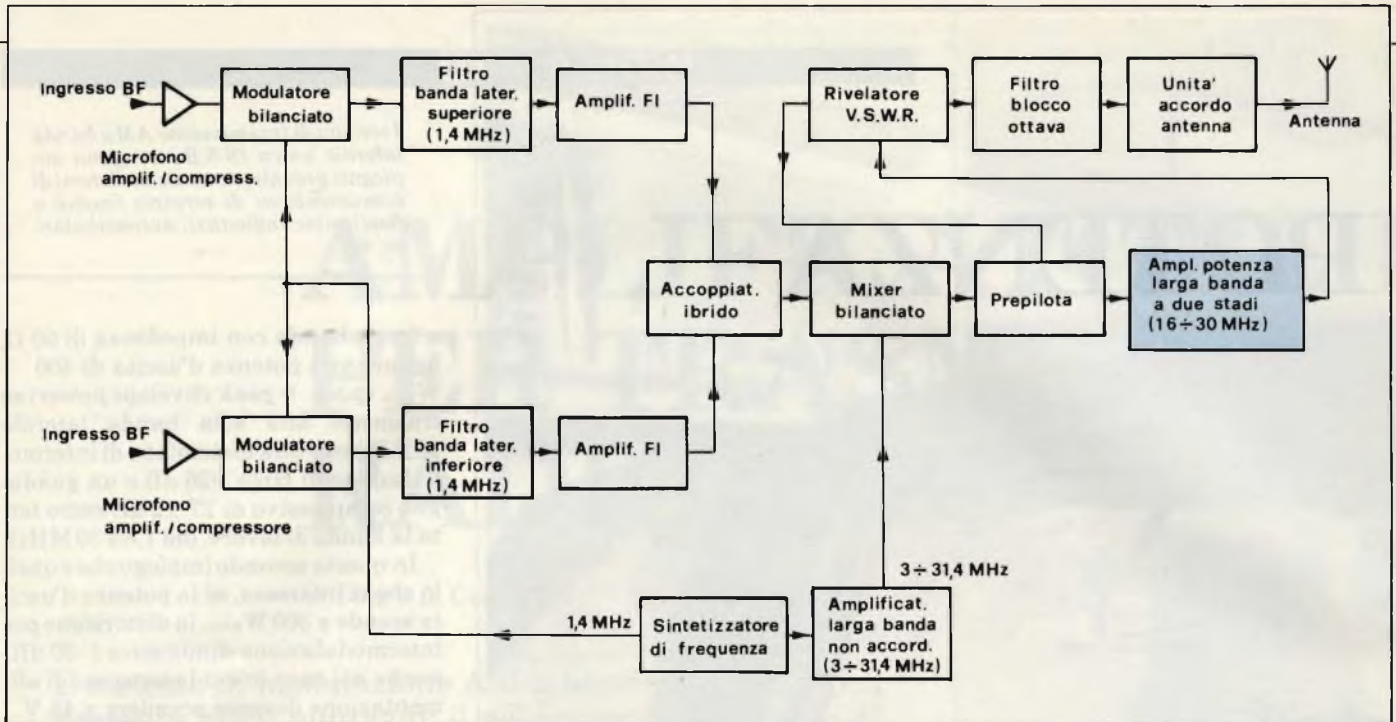 Ingresso BF
Microfono
amplif. / compress.
Modulatore
bilanciato
Filtro
banda later.
superiore
(1,4 MHz)
Amplif. FI
Rivelatore
V.S.W.R.
Filtro
blocco
ottava
Unita'
accordo
antenna
Antenna
Accoppiat.
ibrido
Mixer
bilanciato
Prepilota
Ampl. potenza
larga banda
a due stadi
(16÷30 MHz)
Ingresso BF
Microfono
amplif. / compressore
Modulatore
bilanciato
Filtro
banda later.
inferiore
(1,4 MHz)
Amplif. FI
1,4 MHz
Sintetizzatore
di frequenza
Amplificat.
larga banda
non accord.
(3÷31,4 MHz)
3÷31,4 MHz